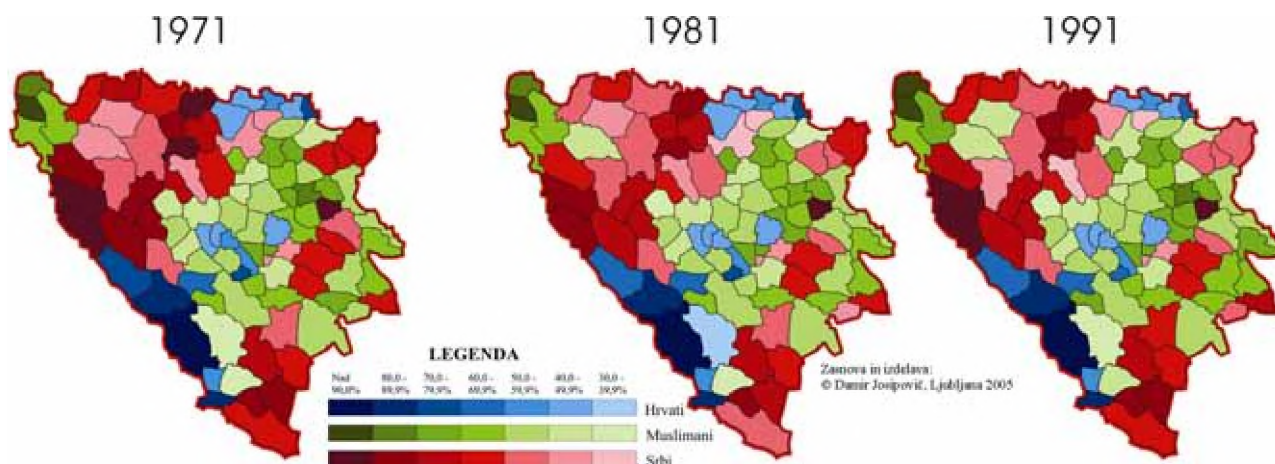 1971
1981
1991
LEGENDA
Nad 90,0%
80,0 - 89,9%
70,0 - 79,9%
60,0 - 69,9%
50,0 - 59,9%
40,0 - 49,9%
30,0 - 39,9%
Hrvati
Muslimani
Srbi
Zasnova in izdelava:
© Damir Josipovič, Ljubljana 2005